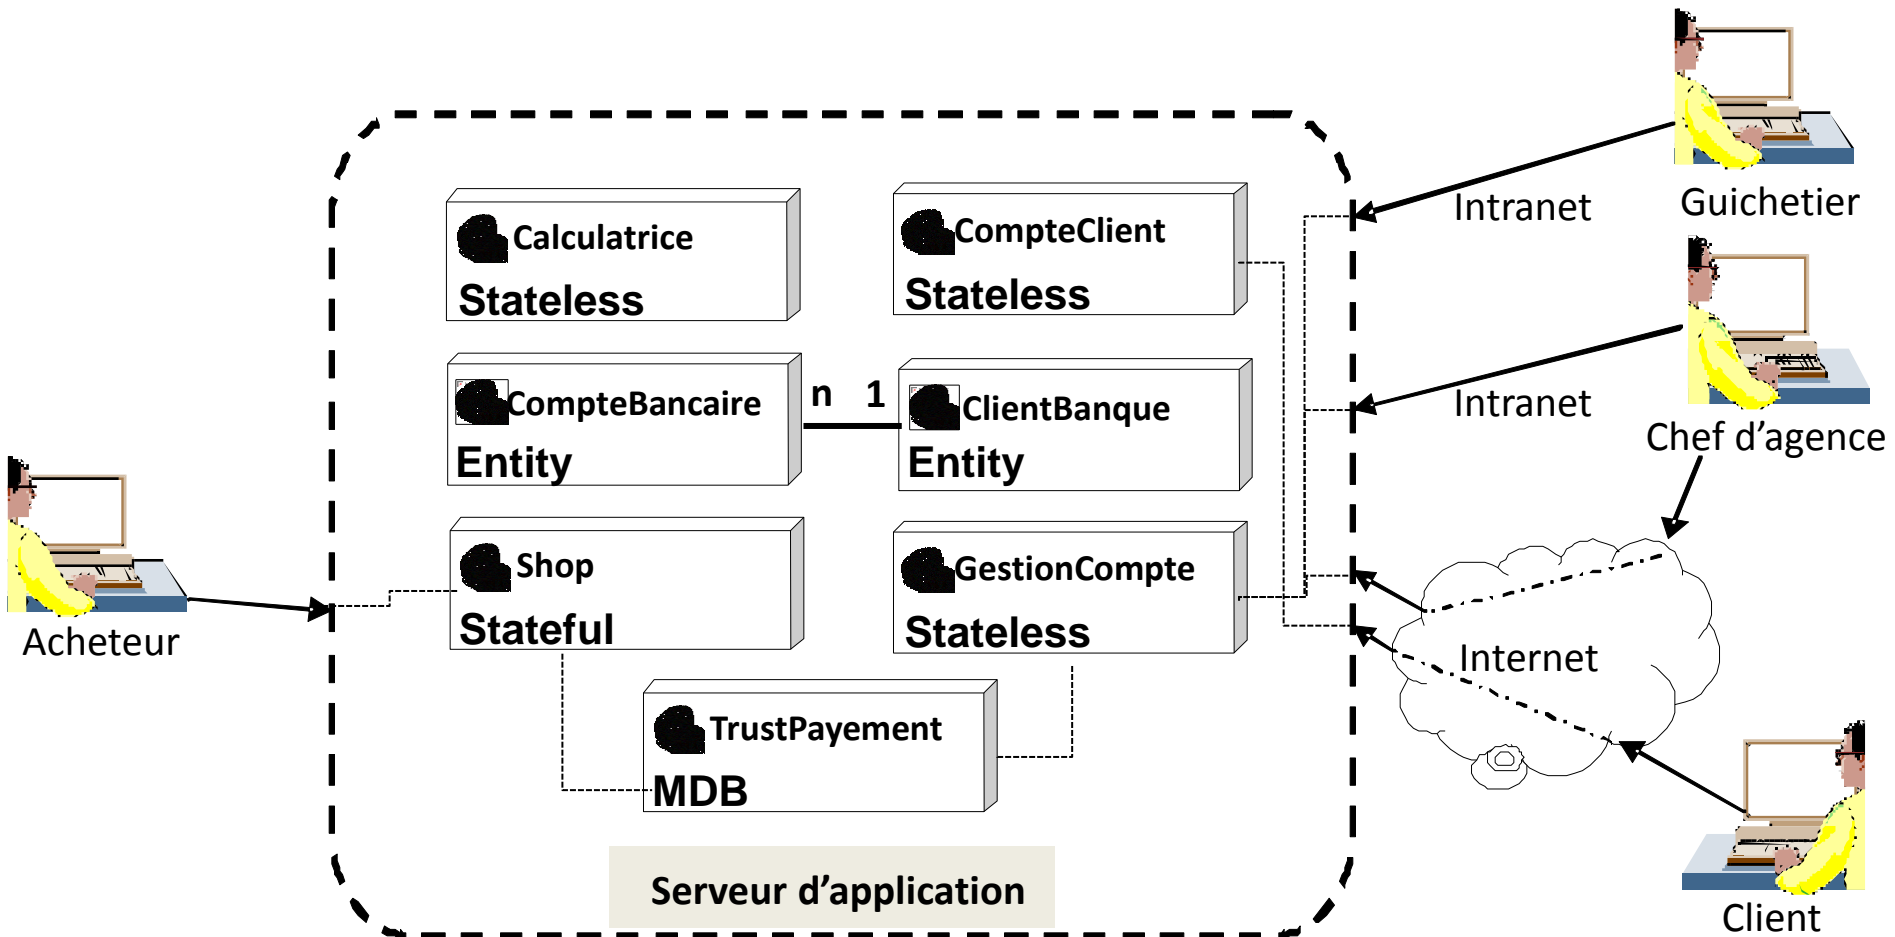 Guichetier
Intranet
Calculatrice
Stateless
CompteClient
Stateless
Intranet
Chef d’agence
CompteBancaire
Entity
n 1
ClientBanque
Entity
Acheteur
Shop
Stateful
GestionCompte
Stateless
Internet
TrustPayement
MDB
Serveur d’application
Client